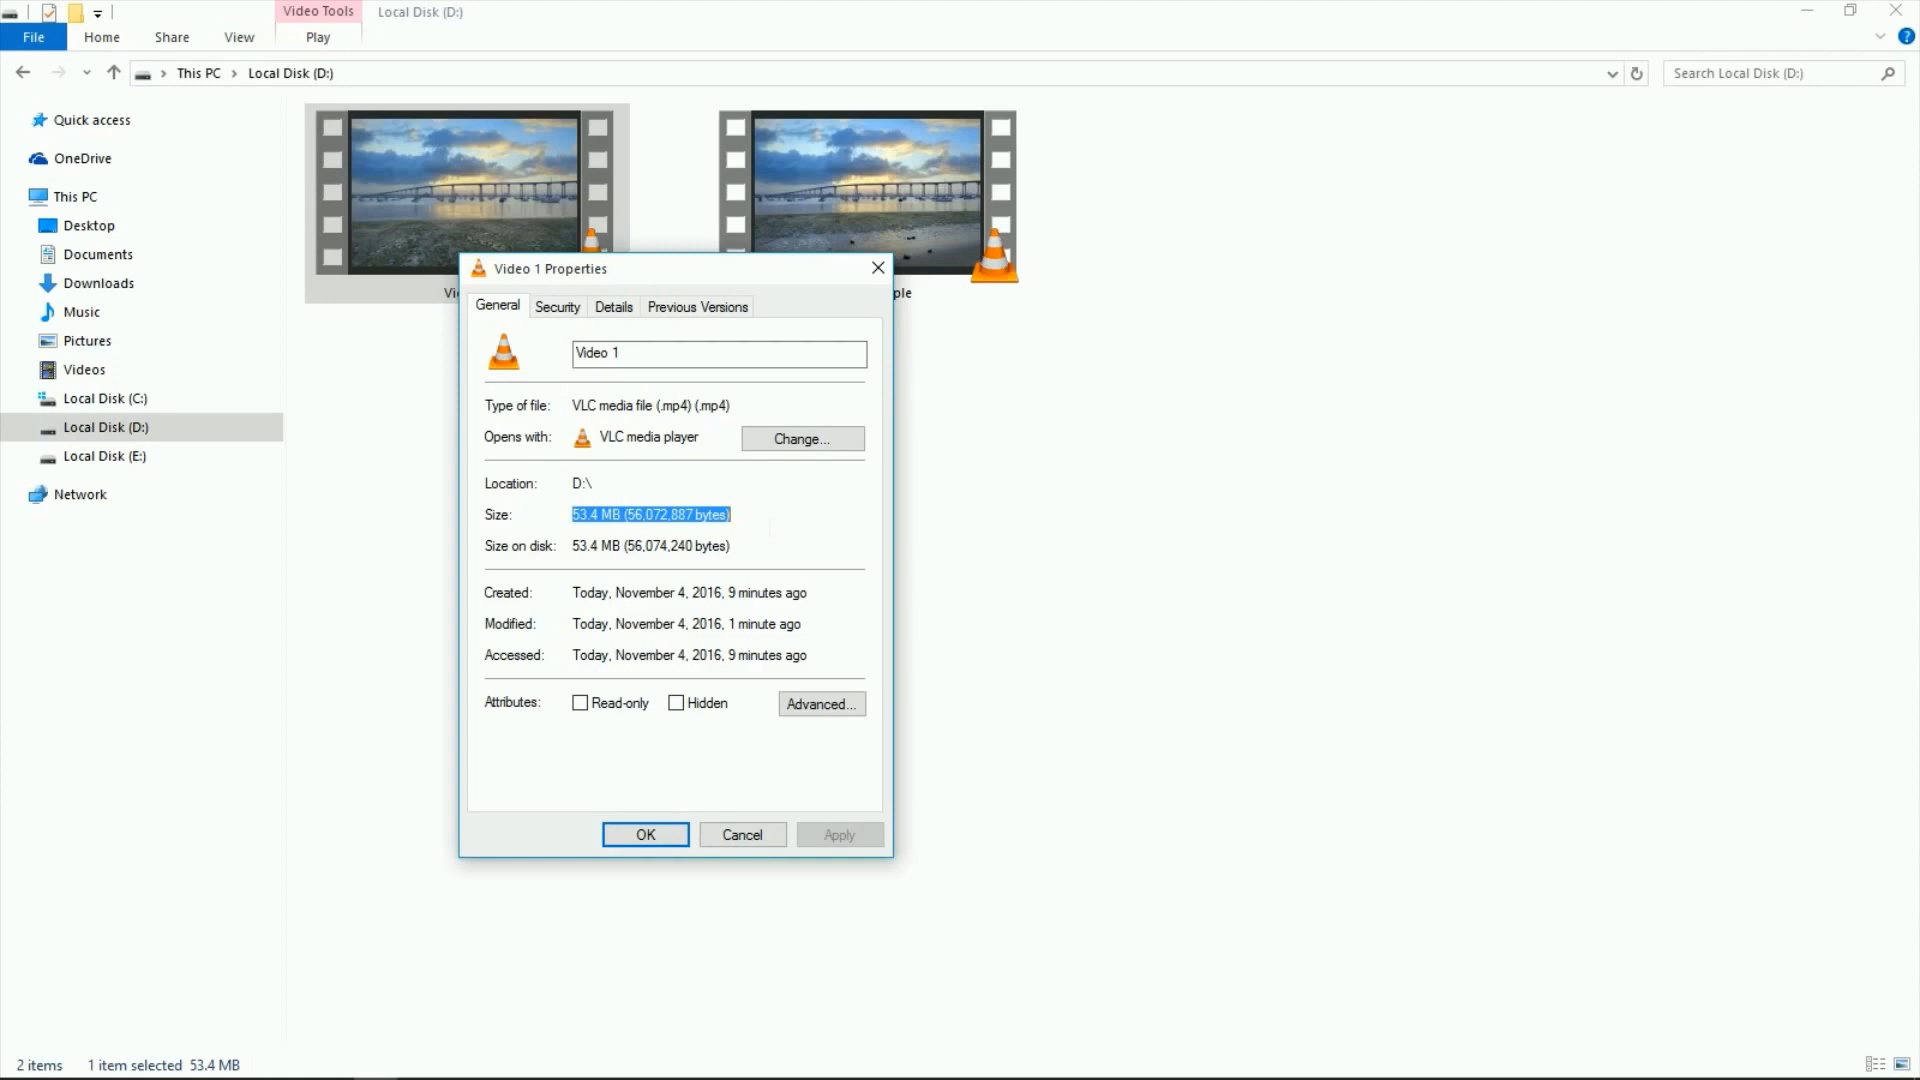 Video Tools Local Disk (D:)
File Home Share View Play
This PC Local Disk (D:) Search Local Disk (D:)
Quick access
OneDrive
This PC
Desktop
Documents
Downloads
Music
Pictures
Videos
Local Disk (C:)
Local Disk (D:)
Local Disk (E:)
Network
Video 1 Properties
General Security Details Previous Versions
Video 1
Type of file: VLC media file (.mp4) (.mp4)
Opens with: VLC media player Change...
Location: D:\
Size: 53.4 MB (56,072,887 bytes)
Size on disk: 53.4 MB (56,074,240 bytes)
Created: Today, November 4, 2016, 9 minutes ago
Modified: Today, November 4, 2016, 1 minute ago
Accessed: Today, November 4, 2016, 9 minutes ago
Attributes: Read-only Hidden Advanced...
OK Cancel Apply
2 items 1 item selected 53.4 MB